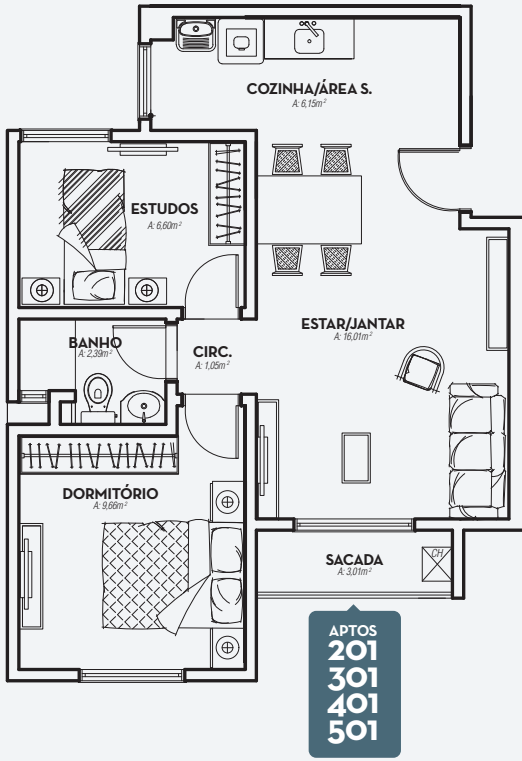 COZINHA/ÁREA S.
A: 6,15m²
ESTUDOS
A: 6,60m²
BANHO
A: 2,39m²
CIRC.
A: 1,05m²
ESTAR/JANTAR
A: 16,01m²
DORMITÓRIO
A: 9,66m²
SACADA
A: 3,01m²
CH
APTOS
201
301
401
501